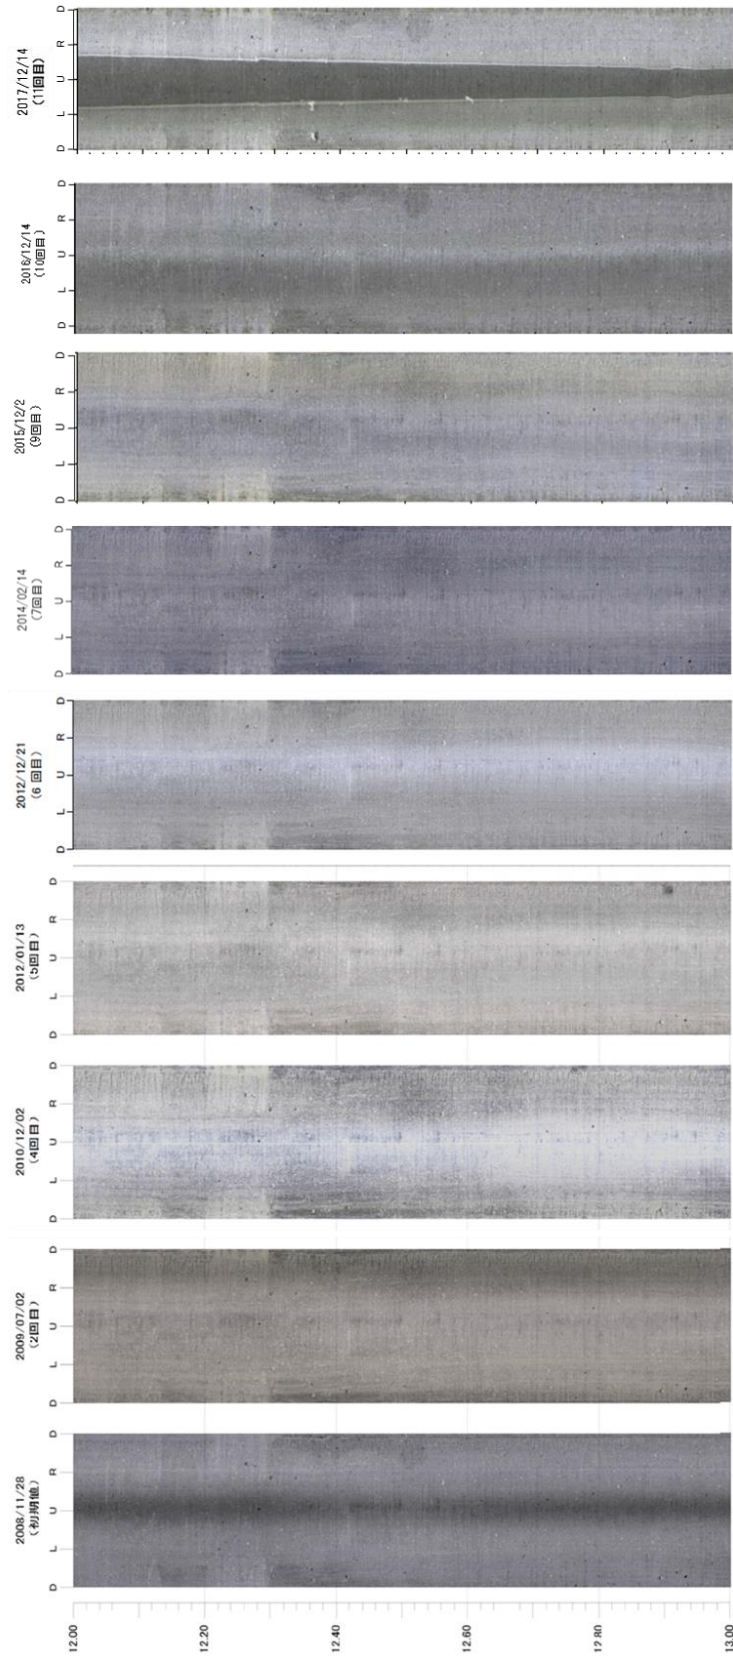 2017/12/14
(11回目)
D
L
U
R
D
2016/12/14
(10回目)
D
L
U
R
D
2015/12/2
(9回目)
D
L
U
R
D
2014/02/14
(7回目)
D
L
U
R
D
2012/12/21
(6 回目)
D
L
U
R
D
2012/01/13
(5回目)
D
L
U
R
D
2010/12/02
(4回目)
D
L
U
R
D
2009/07/02
(2回目)
D
L
U
R
D
2008/11/28
(初期値)
D
L
U
R
D
12.00
12.20
12.40
12.60
12.80
13.00